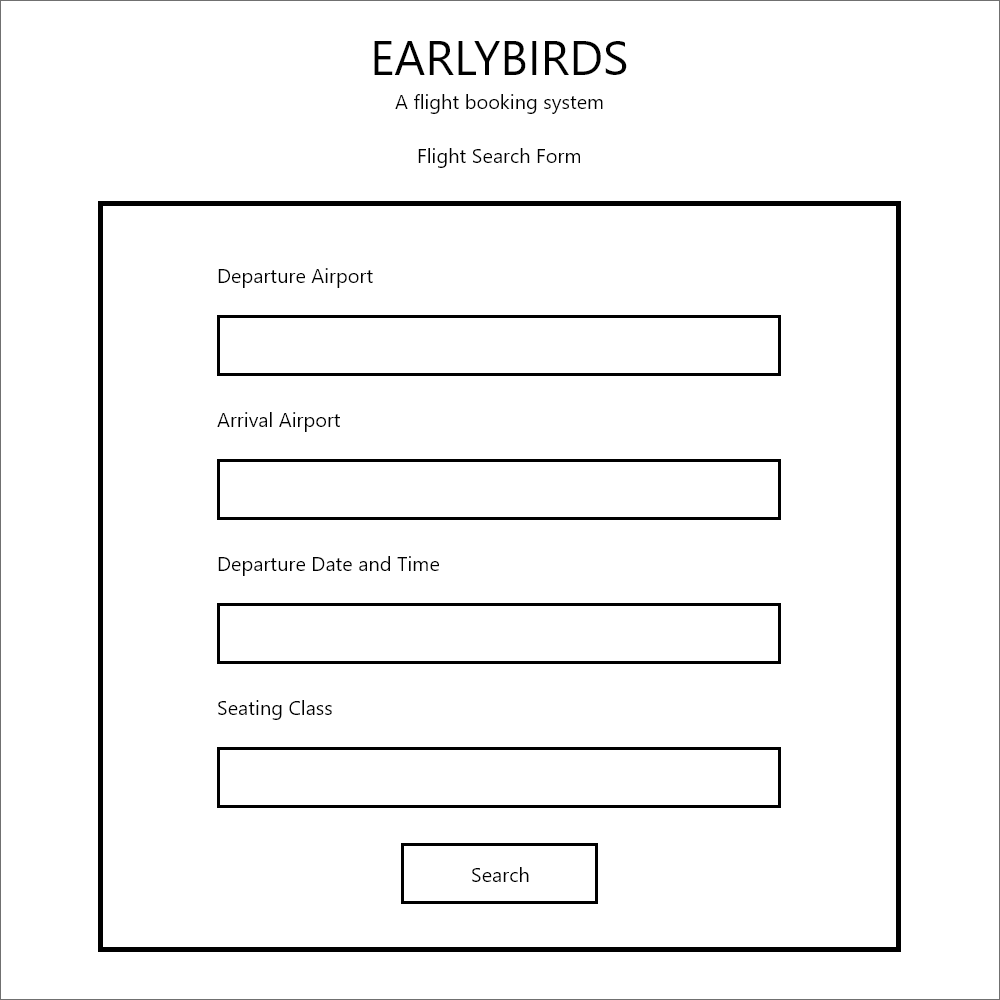 EARLYBIRDS
A flight booking system
Flight Search Form
Departure Airport
Arrival Airport
Departure Date and Time
Seating Class
Search